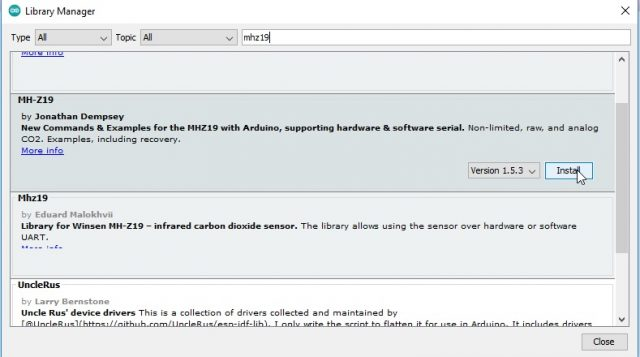 Library Manager
Type All Topic All mhz19
More info
MH-Z19
by Jonathan Dempsey
New Commands & Examples for the MHZ19 with Arduino, supporting hardware & software serial. Non-limited, raw, and analog
CO2. Examples, including recovery.
More info
Version 1.5.3 Install
Mhz19
by Eduard Malokhvii
Library for Winsen MH-Z19 – infrared carbon dioxide sensor. The library allows using the sensor over hardware or software
UART.
More info
UncleRus
by Larry Bernstone
Uncle Rus' device drivers This is a collection of drivers collected and maintained by
[@UncleRus](https://github.com/UncleRus/esp-idf-lib). I only write the script to flatten it for use in Arduino. It includes drivers
Close